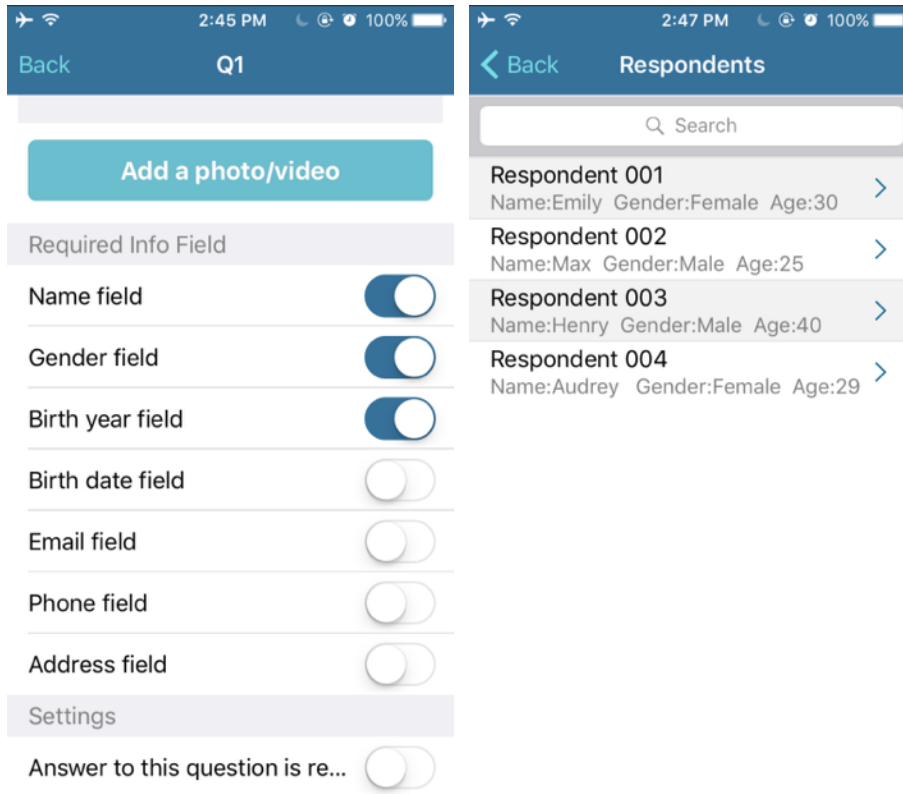 2:45 PM 100%
Back Q1
Add a photo/video
Required Info Field
Name field
Gender field
Birth year field
Birth date field
Email field
Phone field
Address field
Settings
Answer to this question is re...
2:47 PM 100%
Back Respondents
Search
Respondent 001
Name:Emily Gender:Female Age:30
Respondent 002
Name:Max Gender:Male Age:25
Respondent 003
Name:Henry Gender:Male Age:40
Respondent 004
Name:Audrey Gender:Female Age:29